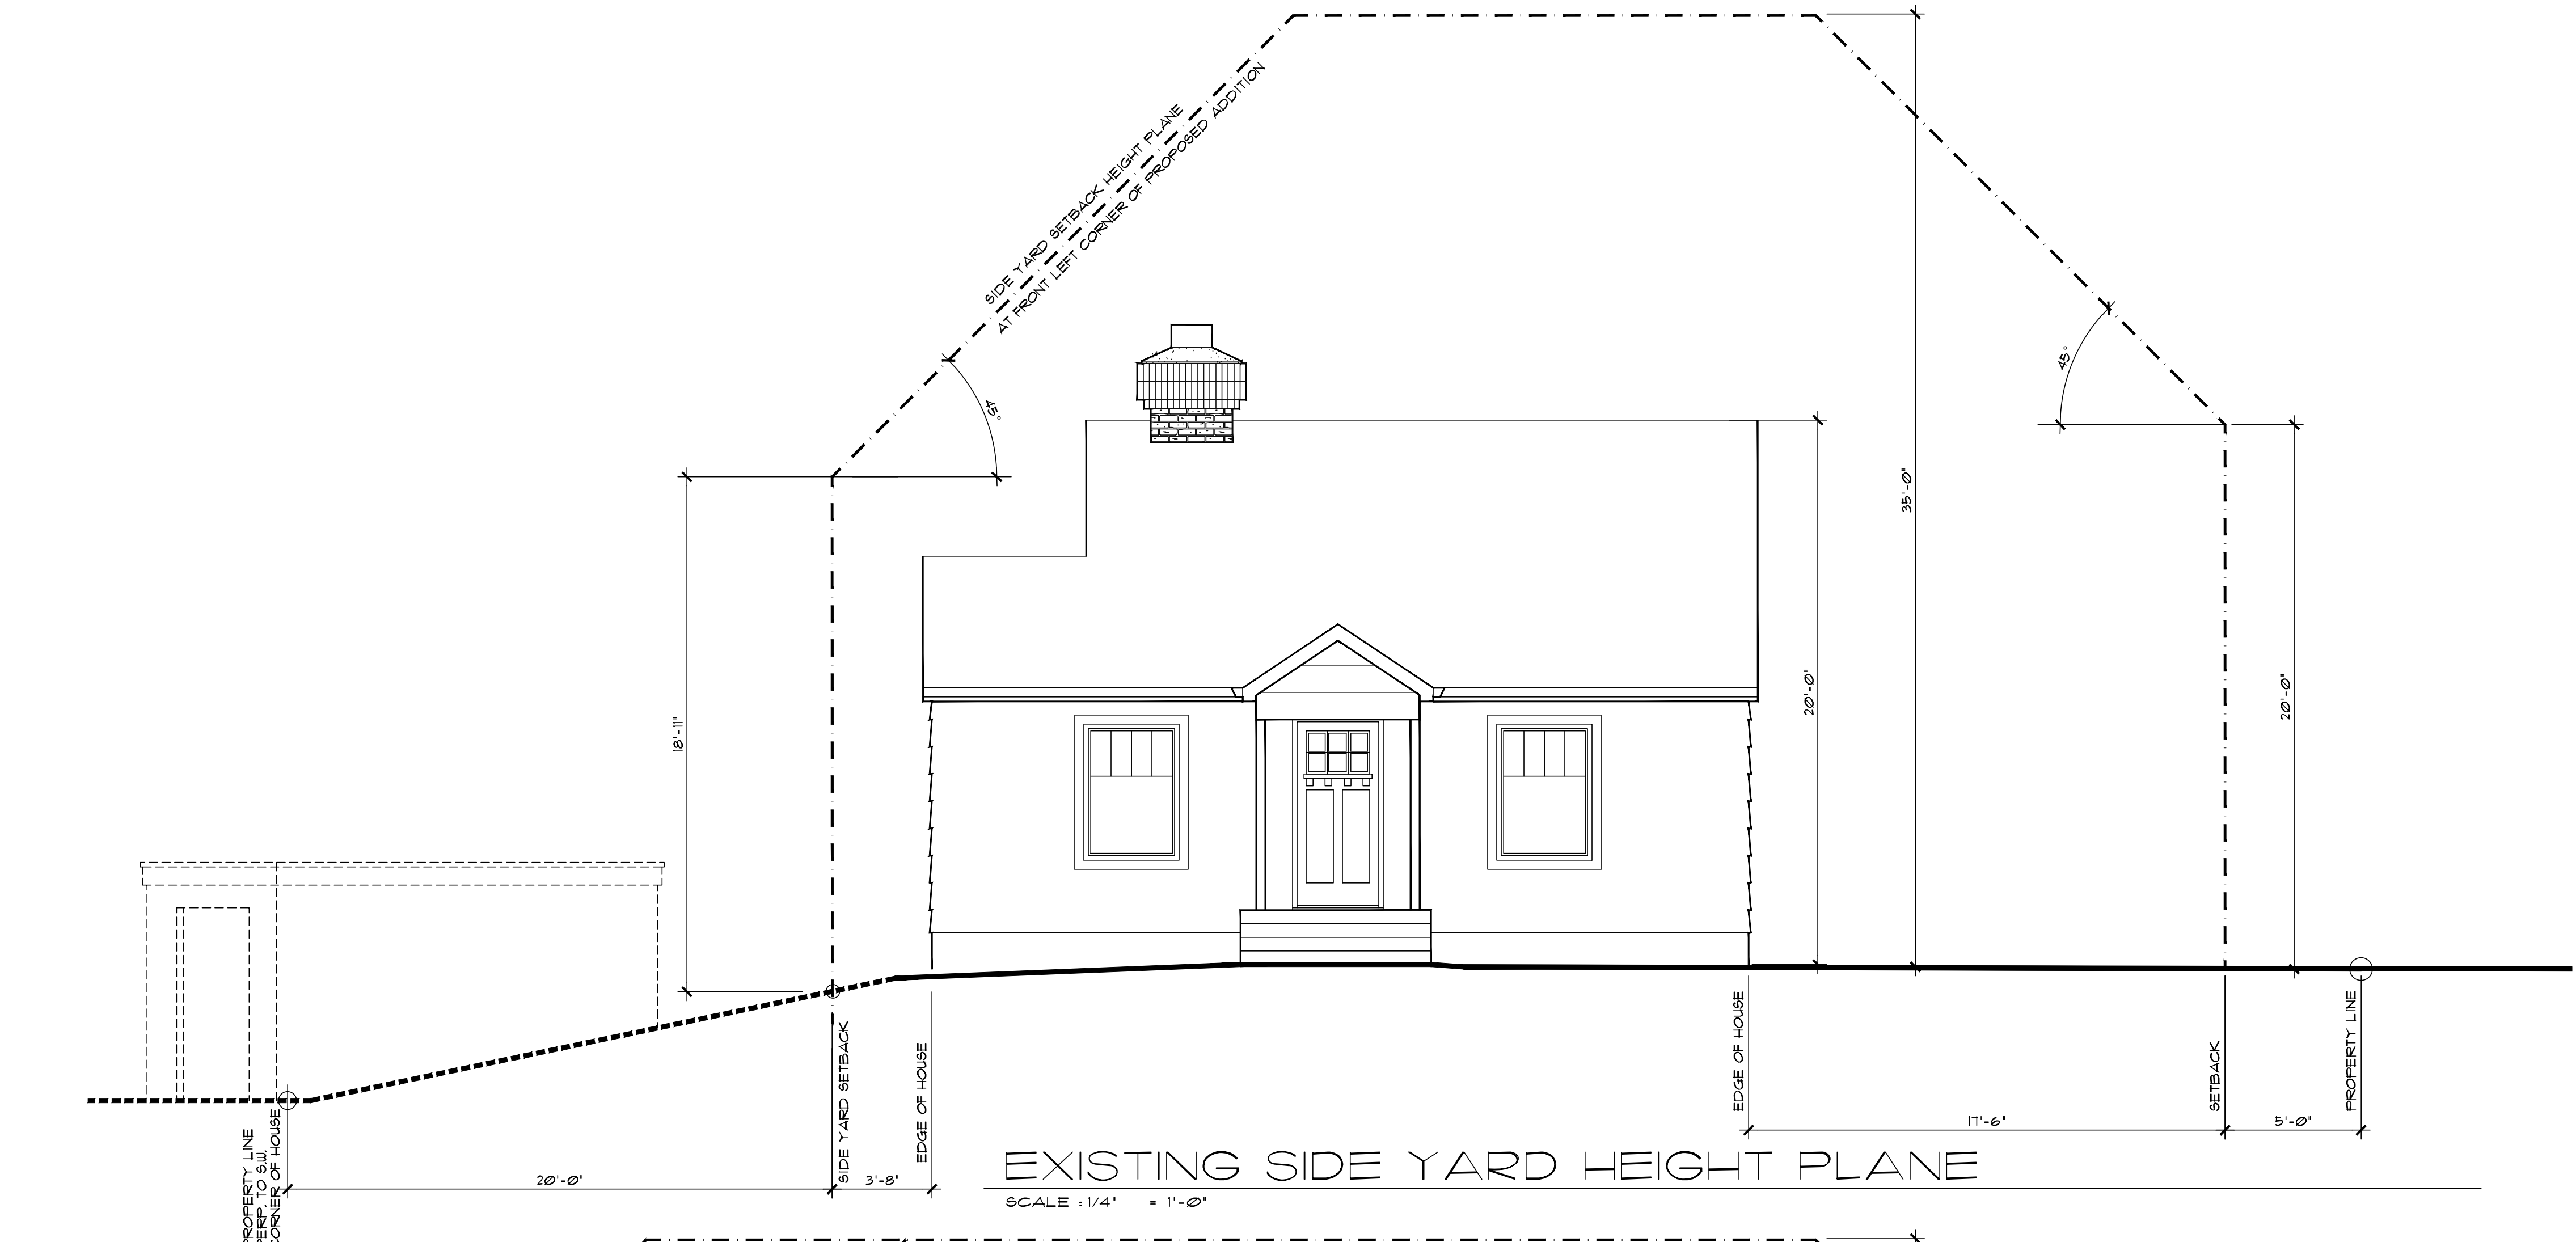 SIDE YARD SETBACK HEIGHT PLANE
AT FRONT LEFT CORNER OF PROPOSED ADDITION
45°
45°
35'-0"
18'-11"
20'-0"
20'-0"
PROPERTY LINE
PERP. TO S.W.
CORNER OF HOUSE
SIDE YARD SETBACK
EDGE OF HOUSE
EDGE OF HOUSE
SETBACK
PROPERTY LINE
17'-6"
5'-0"
20'-0"
3'-8"
EXISTING SIDE YARD HEIGHT PLANE
SCALE : 1/4" = 1'-0"